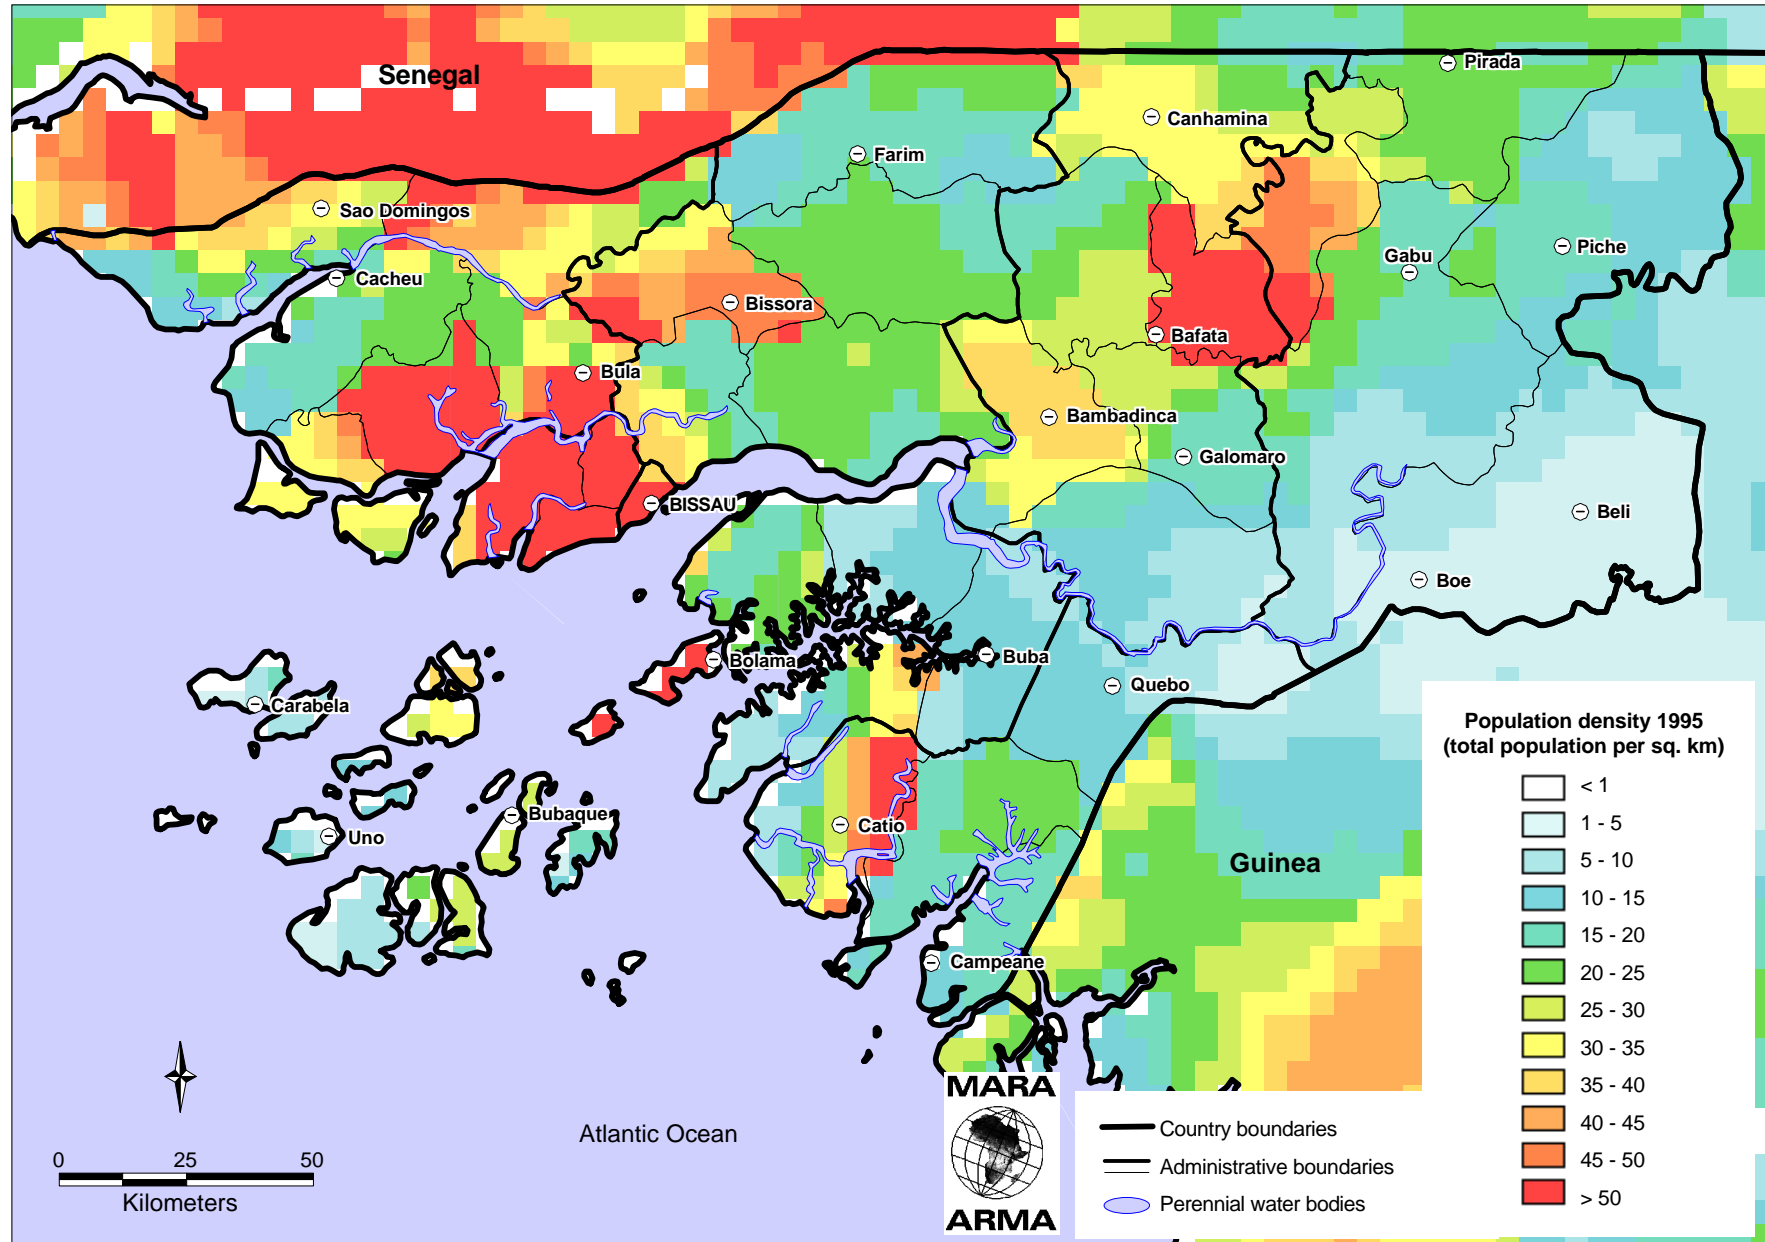 Senegal
Pirada
Canhamina
Farim
Sao Domingos
Piche
Gabu
Cacheu
Bissora
Bafata
Bula
Bambadinca
Galomaro
BISSAU
Beli
Boe
Bolama
Buba
Quebo
Carabela
Bubaque
Catio
Uno
Guinea
Campeane
Atlantic Ocean
0 25 50
Kilometers
MARA
ARMA
Country boundaries
Administrative boundaries
Perennial water bodies
Population density 1995
(total population per sq. km)
< 1
1 - 5
5 - 10
10 - 15
15 - 20
20 - 25
25 - 30
30 - 35
35 - 40
40 - 45
45 - 50
> 50